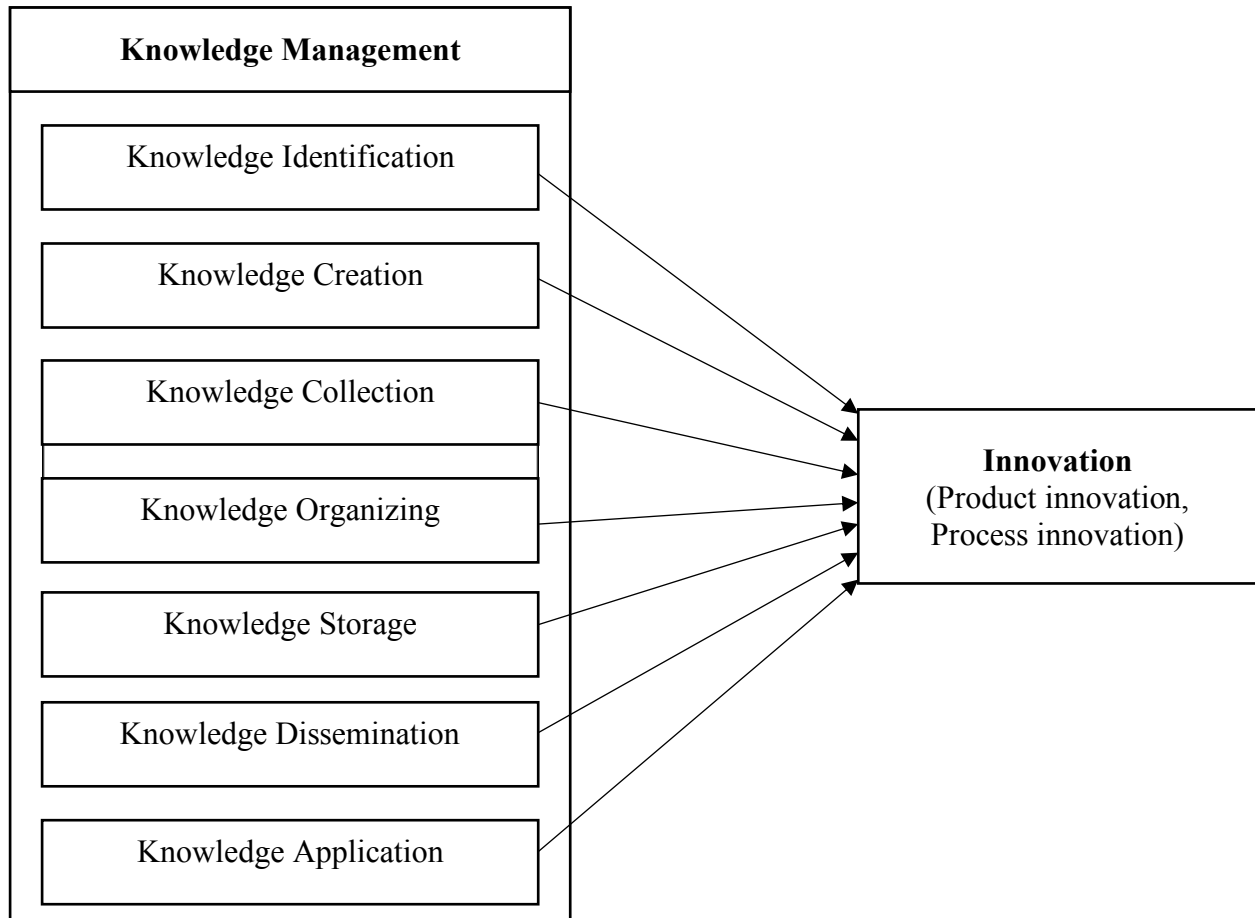 Knowledge Management
Knowledge Identification
Knowledge Creation
Knowledge Collection
Knowledge Organizing
Knowledge Storage
Knowledge Dissemination
Knowledge Application
Innovation
(Product innovation,
Process innovation)